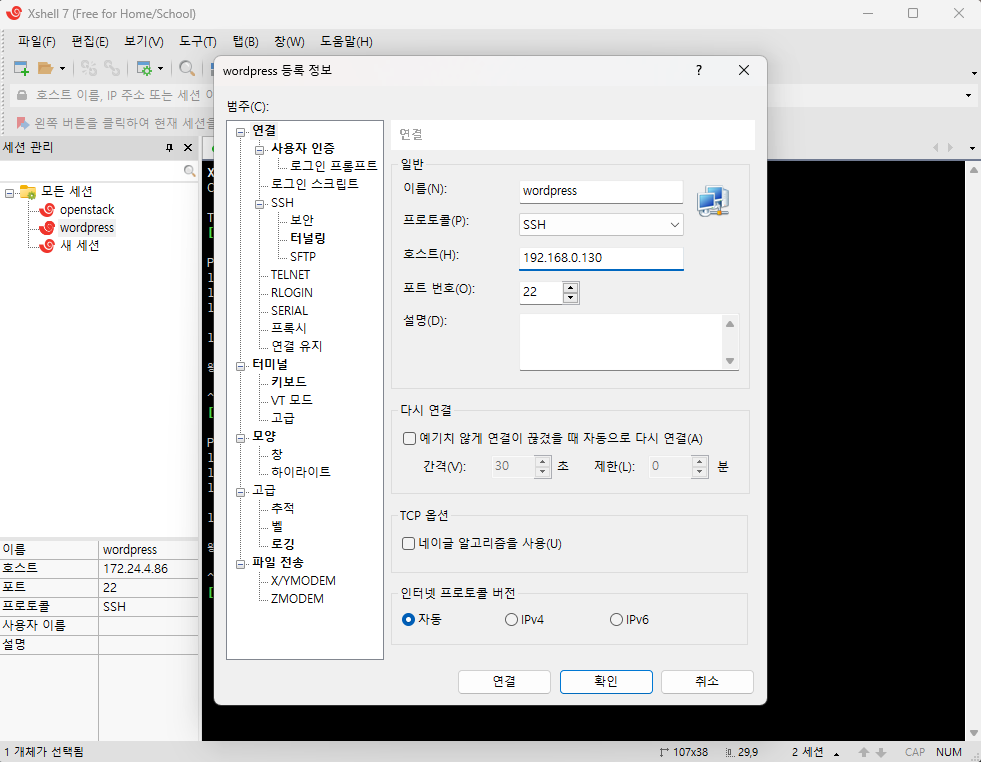 Xshell 7 (Free for Home/School)
파일(F) 편집(E) 보기(V) 도구(T) 탭(B) 창(W) 도움말(H)
호스트 이름, IP 주소 또는 세션 이
왼쪽 버튼을 클릭하여 현재 세션을
세션 관리
모든 세션
openstack
wordpress
새 세션
이름 wordpress
호스트 172.24.4.86
포트 22
프로토콜 SSH
사용자 이름
설명
wordpress 등록 정보
범주(C):
연결
사용자 인증
로그인 프롬프트
로그인 스크립트
SSH
보안
터널링
SFTP
TELNET
RLOGIN
SERIAL
프록시
연결 유지
터미널
키보드
VT 모드
고급
모양
창
하이라이트
고급
추적
벨
로깅
파일 전송
X/YMODEM
ZMODEM
연결
일반
이름(N): wordpress
프로토콜(P): SSH
호스트(H): 192.168.0.130
포트 번호(O): 22
설명(D):
다시 연결
예기치 않게 연결이 끊겼을 때 자동으로 다시 연결(A)
간격(V): 30 초 제한(L): 0 분
TCP 옵션
네이글 알고리즘을 사용(U)
인터넷 프로토콜 버전
자동 IPv4 IPv6
연결 확인 취소
1 개체가 선택됨 107x38 29,9 2 세션 CAP NUM